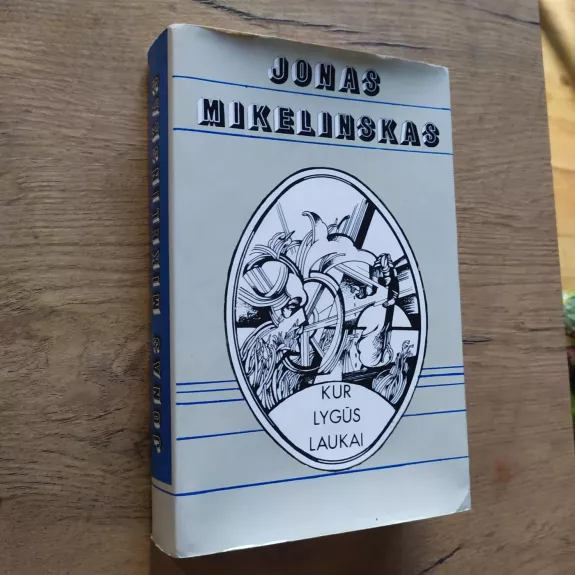 JONAS
MIKELINSKAS
KUR
LYGŪS
LAUKAI
JONAS MIKELINSKAS